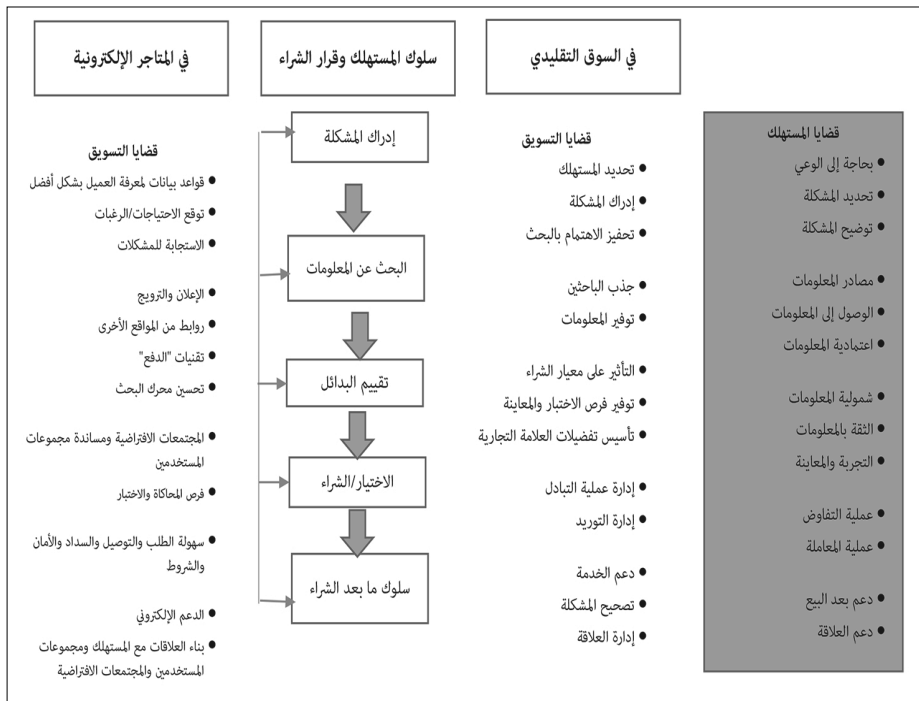 في السوق التقليدي
سلوك المستهلك وقرار الشراء
في المتاجر الإلكترونية
قضايا المستهلك
● بحاجة إلى الوعي
● تحديد المشكلة
● توضيح المشكلة
● مصادر المعلومات
● الوصول إلى المعلومات
● اعتمادية المعلومات
● شمولية المعلومات
● الثقة بالمعلومات
● التجربة والمعاينة
● عملية التفاوض
● عملية المعاملة
● دعم بعد البيع
● دعم العلاقة
قضايا التسويق
● تحديد المستهلك
● إدراك المشكلة
● تحفيز الاهتمام بالبحث
● جذب الباحثين
● توفير المعلومات
● التأثير على معيار الشراء
● توفير فرص الاختبار والمعاينة
● تأسيس تفضيلات العلامة التجارية
● إدارة عملية التبادل
● إدارة التوريد
● دعم الخدمة
● تصحيح المشكلة
● إدارة العلاقة
إدراك المشكلة
البحث عن المعلومات
تقييم البدائل
الاختيار/الشراء
سلوك ما بعد الشراء
قضايا التسويق
● قواعد بيانات لمعرفة العميل بشكل أفضل
● توقع الاحتياجات/الرغبات
● الاستجابة للمشكلات
● الإعلان والترويج
● روابط من المواقع الأخرى
● تقنيات "الدفع"
● تحسين محرك البحث
● المجتمعات الافتراضية ومساندة مجموعات
المستخدمين
● فرص المحاكاة والاختبار
● سهولة الطلب والتوصيل والسداد والأمان
والشروط
● الدعم الإلكتروني
● بناء العلاقات مع المستهلك ومجموعات
المستخدمين والمجتمعات الافتراضية